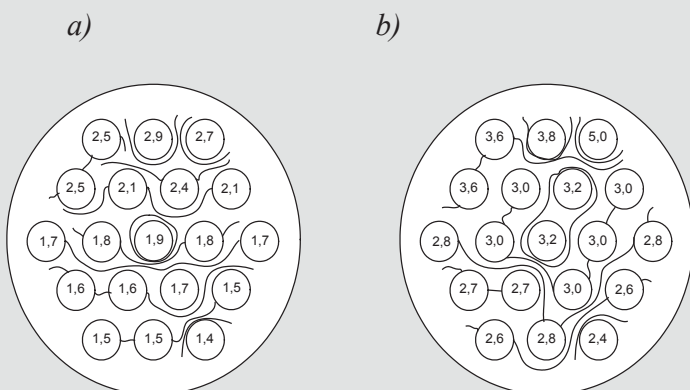 a) b)
2,5 2,9 2,7 3,6 3,8 5,0
2,5 2,1 2,4 2,1 3,6 3,0 3,2 3,0
1,7 1,8 1,9 1,8 1,7 2,8 3,0 3,2 3,0 2,8
1,6 1,6 1,7 1,5 2,7 2,7 3,0 2,6
1,5 1,5 1,4 2,6 2,8 2,4